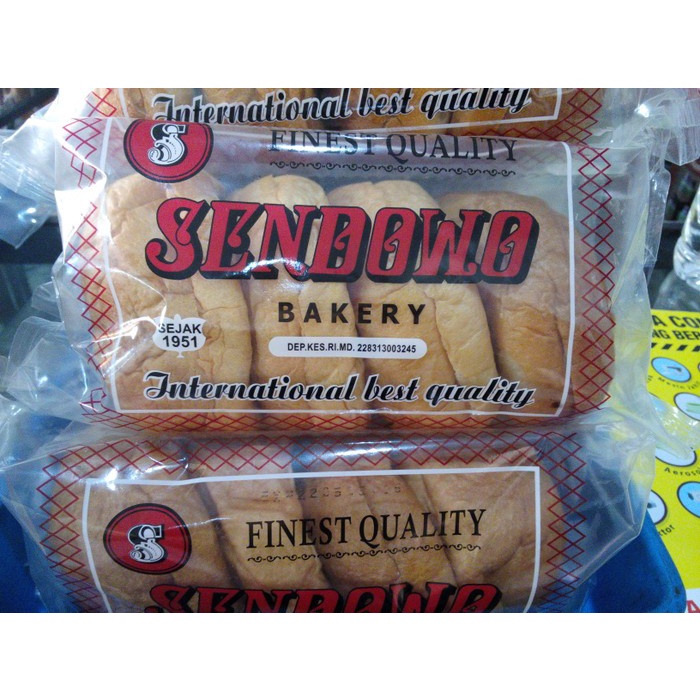 International best quality
S
FINEST QUALITY
SENDOWO
BAKERY
SEJAK
1951
DEP.KES.RI.MD. 228313003245
International best quality
S
FINEST QUALITY
SENDOWO